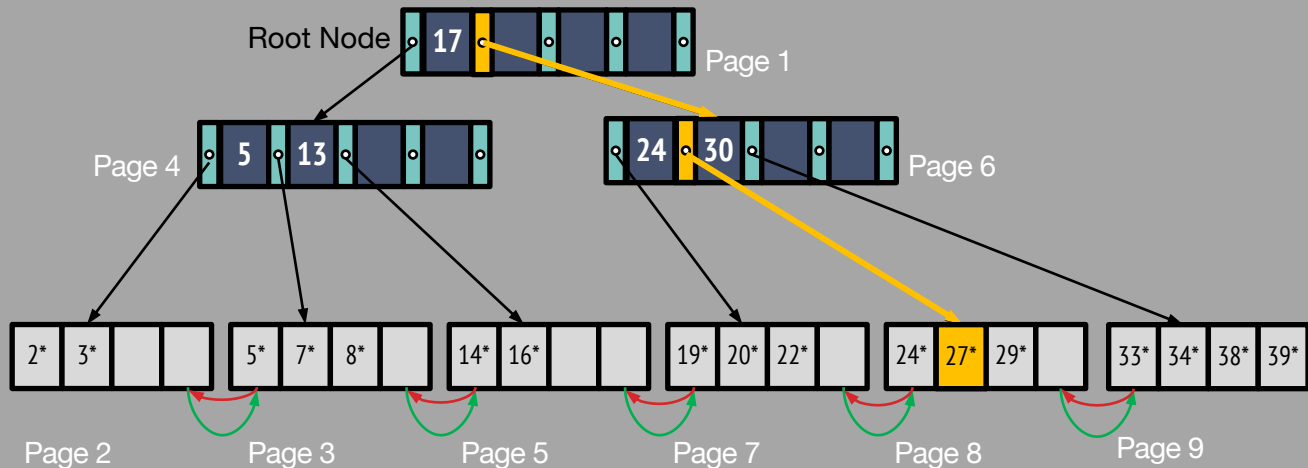 Root Node
17
Page 1
Page 4
5 13
24 30
Page 6
2* 3*
5* 7* 8*
14* 16*
19* 20* 22*
24* 27* 29*
33* 34* 38* 39*
Page 2
Page 3
Page 5
Page 7
Page 8
Page 9